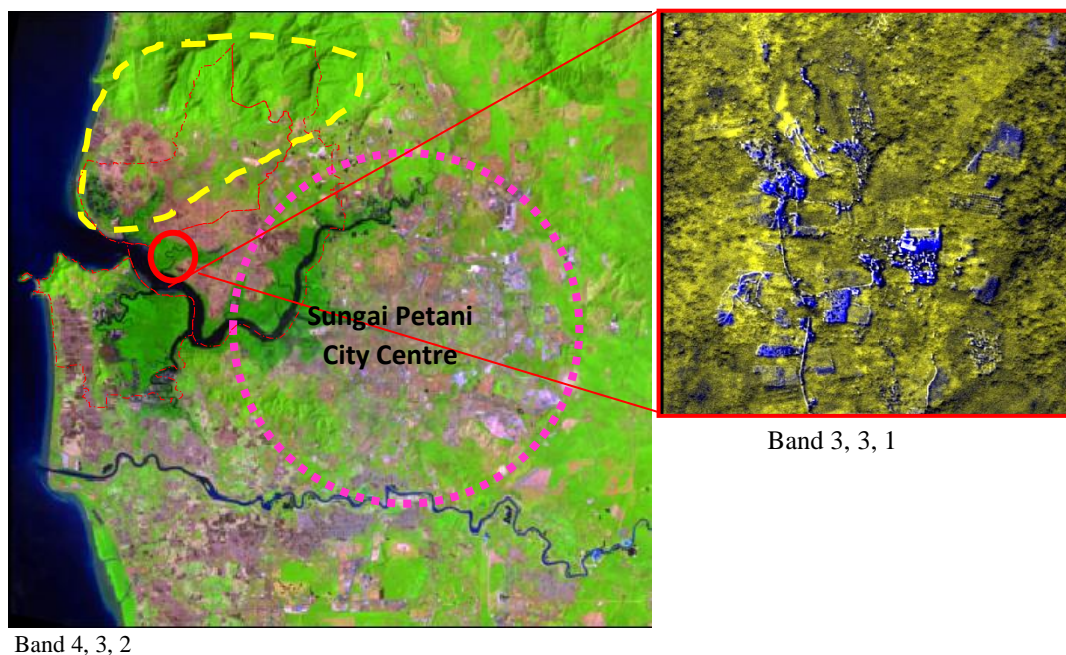 Sungai Petani
City Centre
Band 3, 3, 1
Band 4, 3, 2